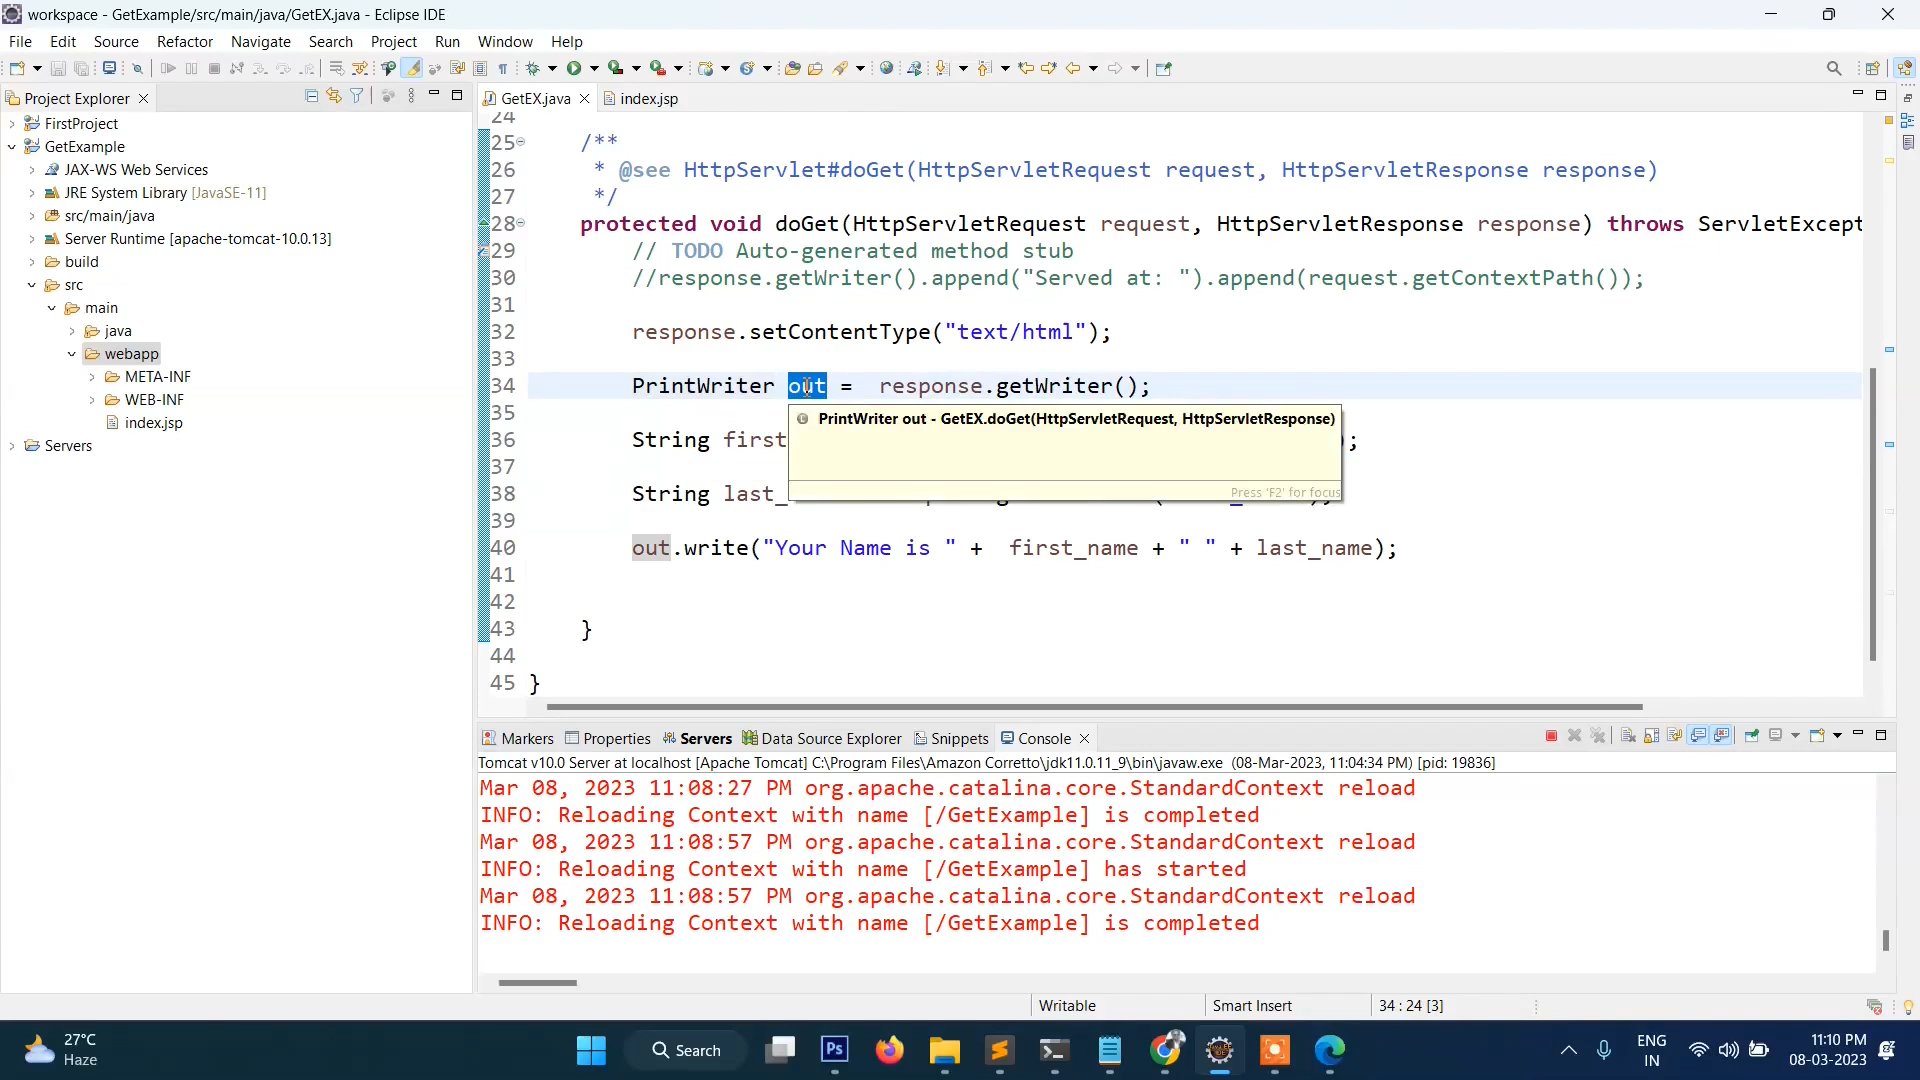 workspace - GetExample/src/main/java/GetEX.java - Eclipse IDE
File Edit Source Refactor Navigate Search Project Run Window Help
Project Explorer
GetEX.java
index.jsp
FirstProject
GetExample
JAX-WS Web Services
JRE System Library [JavaSE-11]
src/main/java
Server Runtime [apache-tomcat-10.0.13]
build
src
main
java
webapp
META-INF
WEB-INF
index.jsp
Servers
24
25 /**
26 * @see HttpServlet#doGet(HttpServletRequest request, HttpServletResponse response)
27 */
28 protected void doGet(HttpServletRequest request, HttpServletResponse response) throws ServletExcept
29 // TODO Auto-generated method stub
30 //response.getWriter().append("Served at: ").append(request.getContextPath());
31
32 response.setContentType("text/html");
33
34 PrintWriter out = response.getWriter();
35
PrintWriter out - GetEX.doGet(HttpServletRequest, HttpServletResponse)
Press 'F2' for focus
36 String first ;
37
38 String last_
39
40 out.write("Your Name is " + first_name + " " + last_name);
41
42
43 }
44
45 }
Markers Properties Servers Data Source Explorer Snippets Console
Tomcat v10.0 Server at localhost [Apache Tomcat] C:\Program Files\Amazon Corretto\jdk11.0.11_9\bin\javaw.exe (08-Mar-2023, 11:04:34 PM) [pid: 19836]
Mar 08, 2023 11:08:27 PM org.apache.catalina.core.StandardContext reload
INFO: Reloading Context with name [/GetExample] is completed
Mar 08, 2023 11:08:57 PM org.apache.catalina.core.StandardContext reload
INFO: Reloading Context with name [/GetExample] has started
Mar 08, 2023 11:08:57 PM org.apache.catalina.core.StandardContext reload
INFO: Reloading Context with name [/GetExample] is completed
Writable Smart Insert 34 : 24 [3]
27°C
Haze
Search
Ps
ENG
IN
11:10 PM
08-03-2023